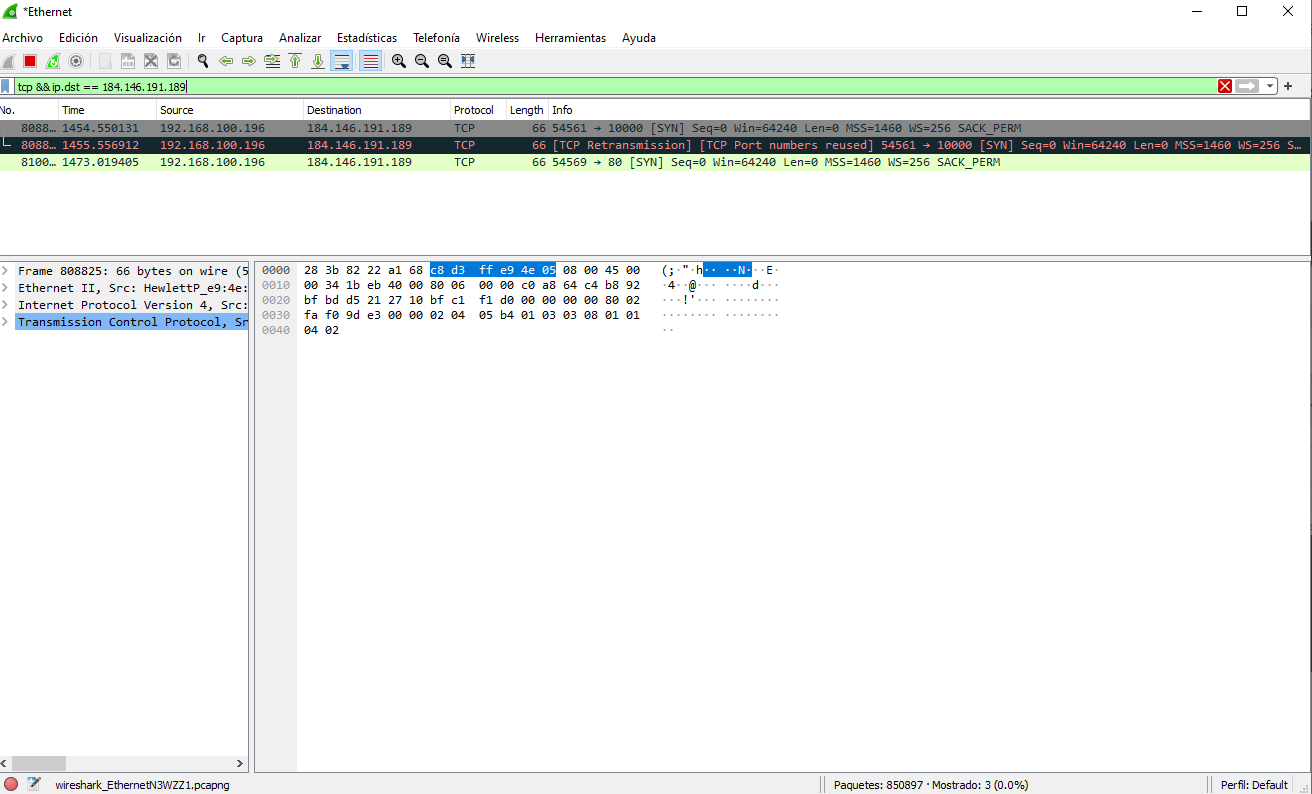 *Ethernet
Archivo Edición Visualización Ir Captura Analizar Estadísticas Telefonía Wireless Herramientas Ayuda
tcp && ip.dst == 184.146.191.189
No. Time Source Destination Protocol Length Info
8088… 1454.550131 192.168.100.196 184.146.191.189 TCP 66 54561 → 10000 [SYN] Seq=0 Win=64240 Len=0 MSS=1460 WS=256 SACK_PERM
8088… 1455.556912 192.168.100.196 184.146.191.189 TCP 66 [TCP Retransmission] [TCP Port numbers reused] 54561 → 10000 [SYN] Seq=0 Win=64240 Len=0 MSS=1460 WS=256 S…
8100… 1473.019405 192.168.100.196 184.146.191.189 TCP 66 54569 → 80 [SYN] Seq=0 Win=64240 Len=0 MSS=1460 WS=256 SACK_PERM
Frame 808825: 66 bytes on wire (5
Ethernet II, Src: HewlettP_e9:4e:
Internet Protocol Version 4, Src:
Transmission Control Protocol, Sr
0000 28 3b 82 22 a1 68 c8 d3 ff e9 4e 05 08 00 45 00 (;·"·h·· ··N···E·
0010 00 34 1b eb 40 00 80 06 00 00 c0 a8 64 c4 b8 92 ·4··@··· ····d···
0020 bf bd d5 21 27 10 bf c1 f1 d0 00 00 00 00 80 02 ···!'··· ········
0030 fa f0 9d e3 00 00 02 04 05 b4 01 03 03 08 01 01 ········ ········
0040 04 02 ··
wireshark_EthernetN3WZZ1.pcapng Paquetes: 850897 · Mostrado: 3 (0.0%) Perfil: Default